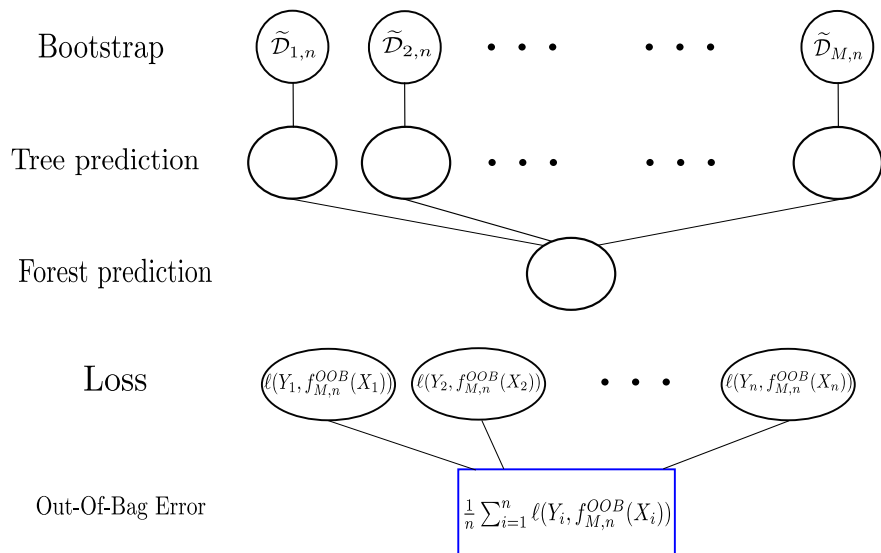 Bootstrap $\widetilde{\mathcal{D}}_{1,n}$ $\widetilde{\mathcal{D}}_{2,n}$ • • • • • • $\widetilde{\mathcal{D}}_{M,n}$
Tree prediction • • • • • •
Forest prediction
Loss $\ell(Y_1, f_{M,n}^{OOB}(X_1))$ $\ell(Y_2, f_{M,n}^{OOB}(X_2))$ • • • $\ell(Y_n, f_{M,n}^{OOB}(X_n))$
Out-Of-Bag Error $\frac{1}{n} \sum_{i=1}^{n} \ell(Y_i, f_{M,n}^{OOB}(X_i))$